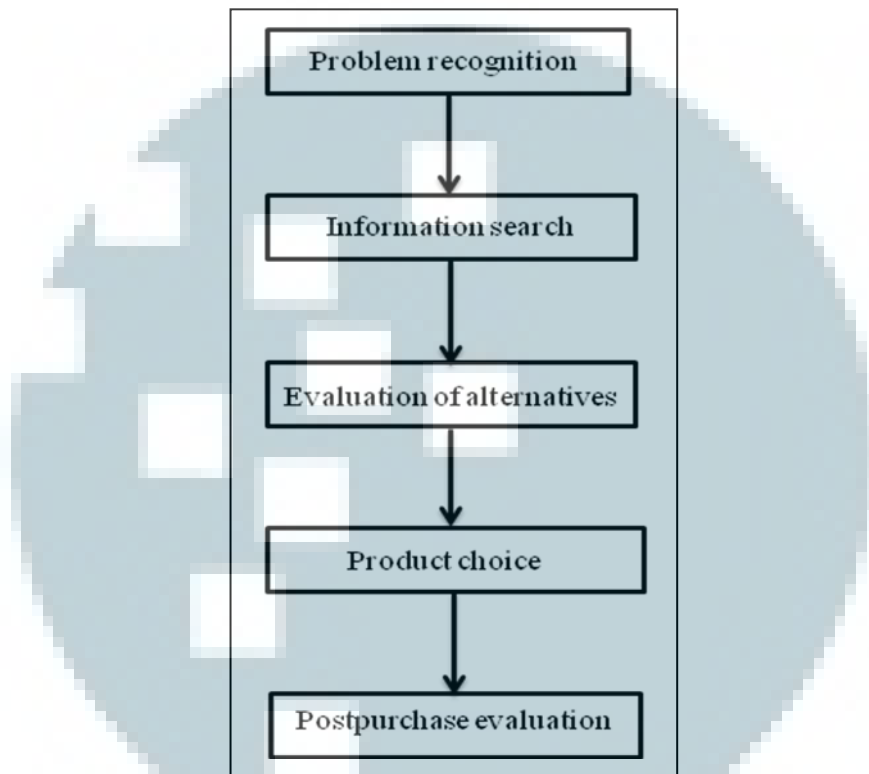 Problem recognition
Information search
Evaluation of alternatives
Product choice
Postpurchase evaluation